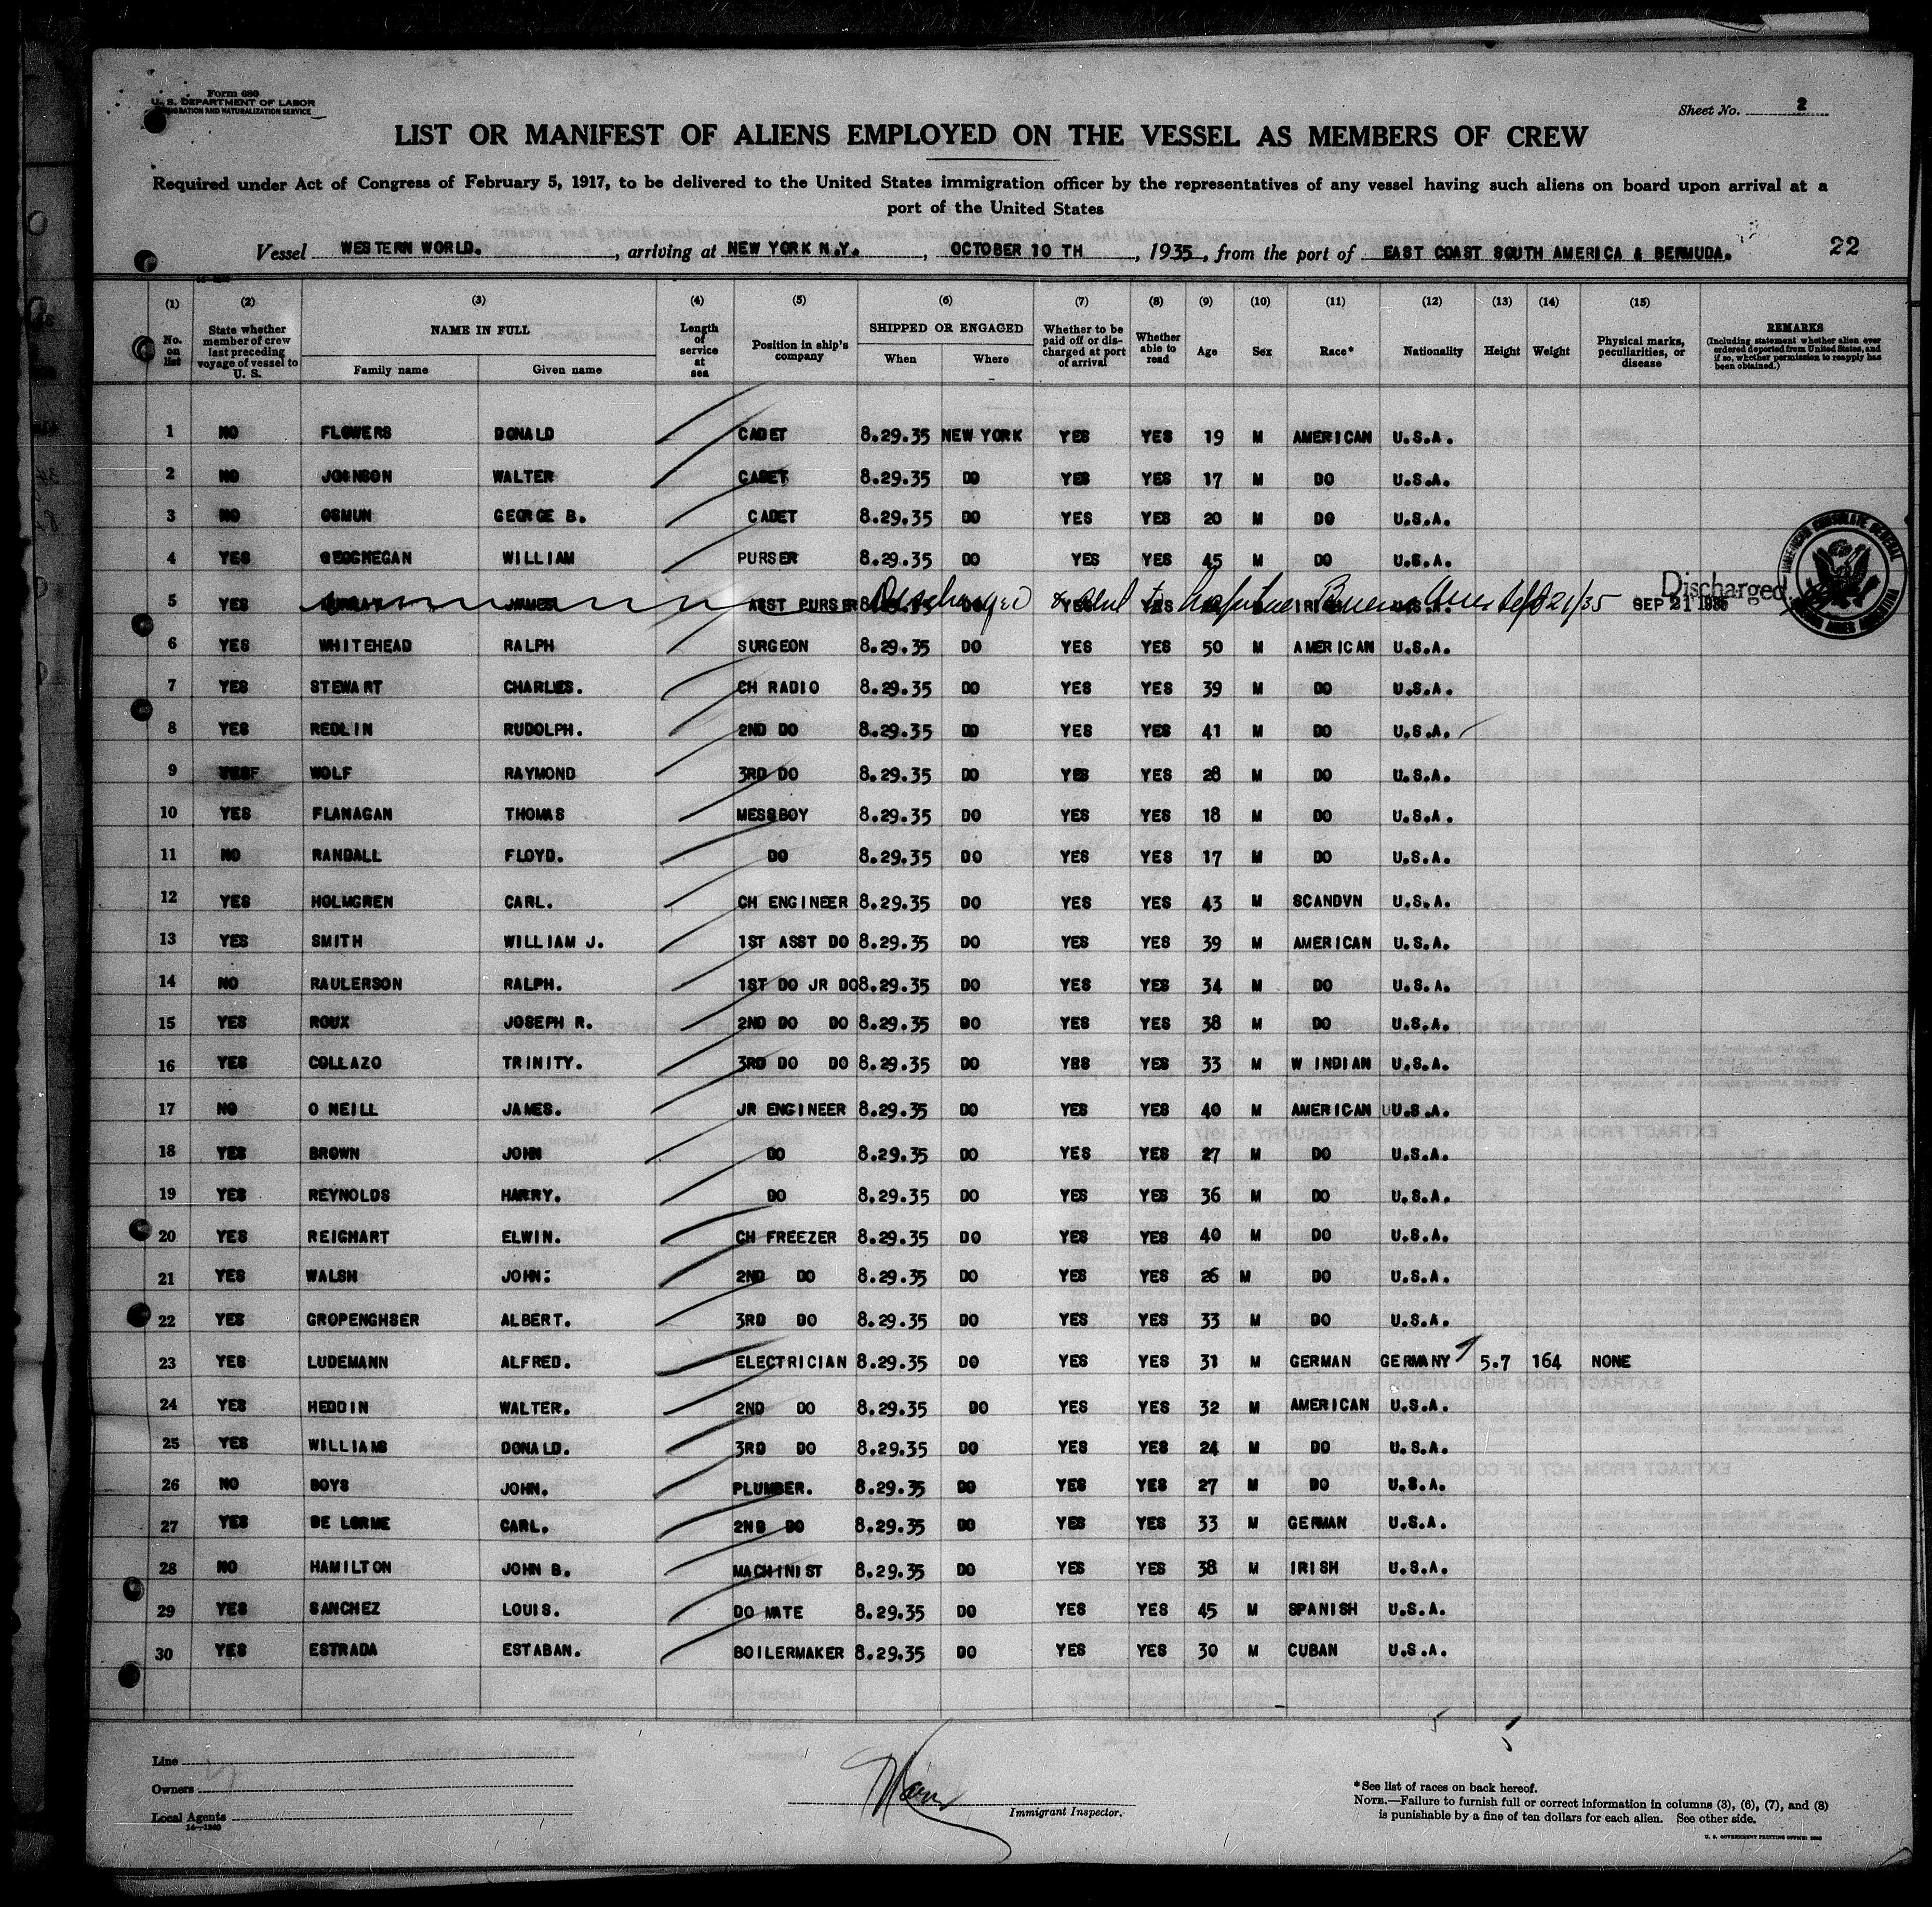 Form 680
U. S. DEPARTMENT OF LABOR
IMMIGRATION AND NATURALIZATION SERVICE
Sheet No. 2
LIST OR MANIFEST OF ALIENS EMPLOYED ON THE VESSEL AS MEMBERS OF CREW
Required under Act of Congress of February 5, 1917, to be delivered to the United States immigration officer by the representatives of any vessel having such aliens on board upon arrival at a
port of the United States
Vessel WESTERN WORLD. , arriving at NEW YORK N.Y. , OCTOBER 10 TH , 1935, from the port of EAST COAST SOUTH AMERICA & BERMUDA. 22
(1) (2) (3) (4) (5) (6) (7) (8) (9) (10) (11) (12) (13) (14) (15)
No. on list State whether member of crew last preceding voyage of vessel to U. S. NAME IN FULL Family name Given name Length of service at sea Position in ship's company SHIPPED OR ENGAGED When Where Whether to be paid off or discharged at port of arrival Whether able to read Age Sex Race* Nationality Height Weight Physical marks, peculiarities, or disease REMARKS (Including statement whether alien ever ordered deported from United States, and if so, whether permission to reapply has been obtained.)
1 NO FLOWERS DONALD CADET 8.29.35 NEW YORK YES YES 19 M AMERICAN U.S.A.
2 NO JOHNSON WALTER CADET 8.29.35 DO YES YES 17 M DO U.S.A.
3 NO OSMUN GEORGE B. CADET 8.29.35 DO YES YES 20 M DO U.S.A.
4 YES GEOGHEGAN WILLIAM PURSER 8.29.35 DO YES YES 45 M DO U.S.A.
5 YES JAMES ASST PURSER Discharged & sent to Buenos Aires Sept 21/35 Discharged SEP 21 1935 AMERICAN CONSULATE GENERAL
6 YES WHITEHEAD RALPH SURGEON 8.29.35 DO YES YES 50 M AMERICAN U.S.A.
7 YES STEWART CHARLES. CH RADIO 8.29.35 DO YES YES 39 M DO U.S.A.
8 YES REDLIN RUDOLPH. 2ND DO 8.29.35 DO YES YES 41 M DO U.S.A.
9 YES WOLF RAYMOND 3RD DO 8.29.35 DO YES YES 28 M DO U.S.A.
10 YES FLANAGAN THOMAS MESSBOY 8.29.35 DO YES YES 18 M DO U.S.A.
11 NO RANDALL FLOYD. DO 8.29.35 DO YES YES 17 M DO U.S.A.
12 YES HOLMGREN CARL. CH ENGINEER 8.29.35 DO YES YES 43 M SCANDVN U.S.A.
13 YES SMITH WILLIAM J. 1ST ASST DO 8.29.35 DO YES YES 39 M AMERICAN U.S.A.
14 NO RAULERSON RALPH. 1ST DO JR DO 8.29.35 DO YES YES 34 M DO U.S.A.
15 YES ROUX JOSEPH R. 2ND DO DO 8.29.35 DO YES YES 38 M DO U.S.A.
16 YES COLLAZO TRINITY. 3RD DO DO 8.29.35 DO YES YES 33 M W INDIAN U.S.A.
17 NO O NEILL JAMES. JR ENGINEER 8.29.35 DO YES YES 40 M AMERICAN U.S.A.
18 YES BROWN JOHN DO 8.29.35 DO YES YES 27 M DO U.S.A.
19 YES REYNOLDS HARRY. DO 8.29.35 DO YES YES 36 M DO U.S.A.
20 YES REIGHART ELWIN. CH FREEZER 8.29.35 DO YES YES 40 M DO U.S.A.
21 YES WALSH JOHN: 2ND DO 8.29.35 DO YES YES 26 M DO U.S.A.
22 YES GROPENGHSER ALBERT. 3RD DO 8.29.35 DO YES YES 33 M DO U.S.A.
23 YES LUDEMANN ALFRED. ELECTRICIAN 8.29.35 DO YES YES 31 M GERMAN GERMANY 5.7 164 NONE
24 YES HEDDIN WALTER. 2ND DO 8.29.35 DO YES YES 32 M AMERICAN U.S.A.
25 YES WILLIAMS DONALD. 3RD DO 8.29.35 DO YES YES 24 M DO U.S.A.
26 NO BOYS JOHN. PLUMBER. 8.29.35 DO YES YES 27 M DO U.S.A.
27 YES DE LORME CARL. 2ND DO 8.29.35 DO YES YES 33 M GERMAN U.S.A.
28 NO HAMILTON JOHN B. MACHINIST 8.29.35 DO YES YES 38 M IRISH U.S.A.
29 YES SANCHEZ LOUIS. DO MATE 8.29.35 DO YES YES 45 M SPANISH U.S.A.
30 YES ESTRADA ESTABAN. BOILERMAKER 8.29.35 DO YES YES 30 M CUBAN U.S.A.
Line
Owners
Local Agents
14-1240
Immigrant Inspector.
*See list of races on back hereof.
NOTE.—Failure to furnish full or correct information in columns (3), (6), (7), and (8)
is punishable by a fine of ten dollars for each alien. See other side.
U. S. GOVERNMENT PRINTING OFFICE